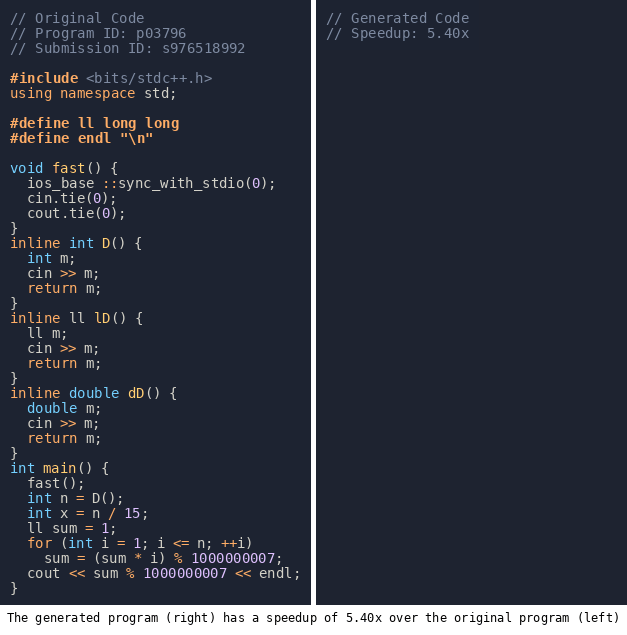 // Original Code
// Program ID: p03796
// Submission ID: s976518992

#include <bits/stdc++.h>
using namespace std;

#define ll long long
#define endl "\n"

void fast() {
  ios_base ::sync_with_stdio(0);
  cin.tie(0);
  cout.tie(0);
}
inline int D() {
  int m;
  cin >> m;
  return m;
}
inline ll lD() {
  ll m;
  cin >> m;
  return m;
}
inline double dD() {
  double m;
  cin >> m;
  return m;
}
int main() {
  fast();
  int n = D();
  int x = n / 15;
  ll sum = 1;
  for (int i = 1; i <= n; ++i)
    sum = (sum * i) % 1000000007;
  cout << sum % 1000000007 << endl;
}
// Generated Code
// Speedup: 5.40x
The generated program (right) has a speedup of 5.40x over the original program (left)